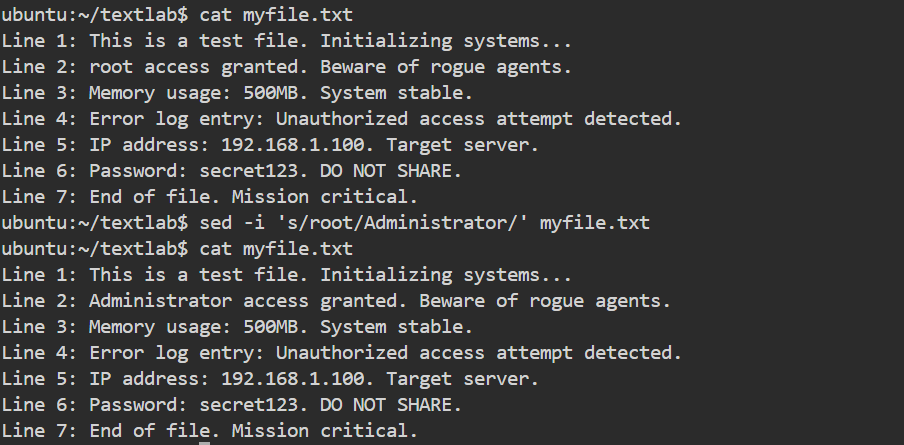 ubuntu:~/textlab$ cat myfile.txt
Line 1: This is a test file. Initializing systems...
Line 2: root access granted. Beware of rogue agents.
Line 3: Memory usage: 500MB. System stable.
Line 4: Error log entry: Unauthorized access attempt detected.
Line 5: IP address: 192.168.1.100. Target server.
Line 6: Password: secret123. DO NOT SHARE.
Line 7: End of file. Mission critical.
ubuntu:~/textlab$ sed -i 's/root/Administrator/' myfile.txt
ubuntu:~/textlab$ cat myfile.txt
Line 1: This is a test file. Initializing systems...
Line 2: Administrator access granted. Beware of rogue agents.
Line 3: Memory usage: 500MB. System stable.
Line 4: Error log entry: Unauthorized access attempt detected.
Line 5: IP address: 192.168.1.100. Target server.
Line 6: Password: secret123. DO NOT SHARE.
Line 7: End of file. Mission critical.